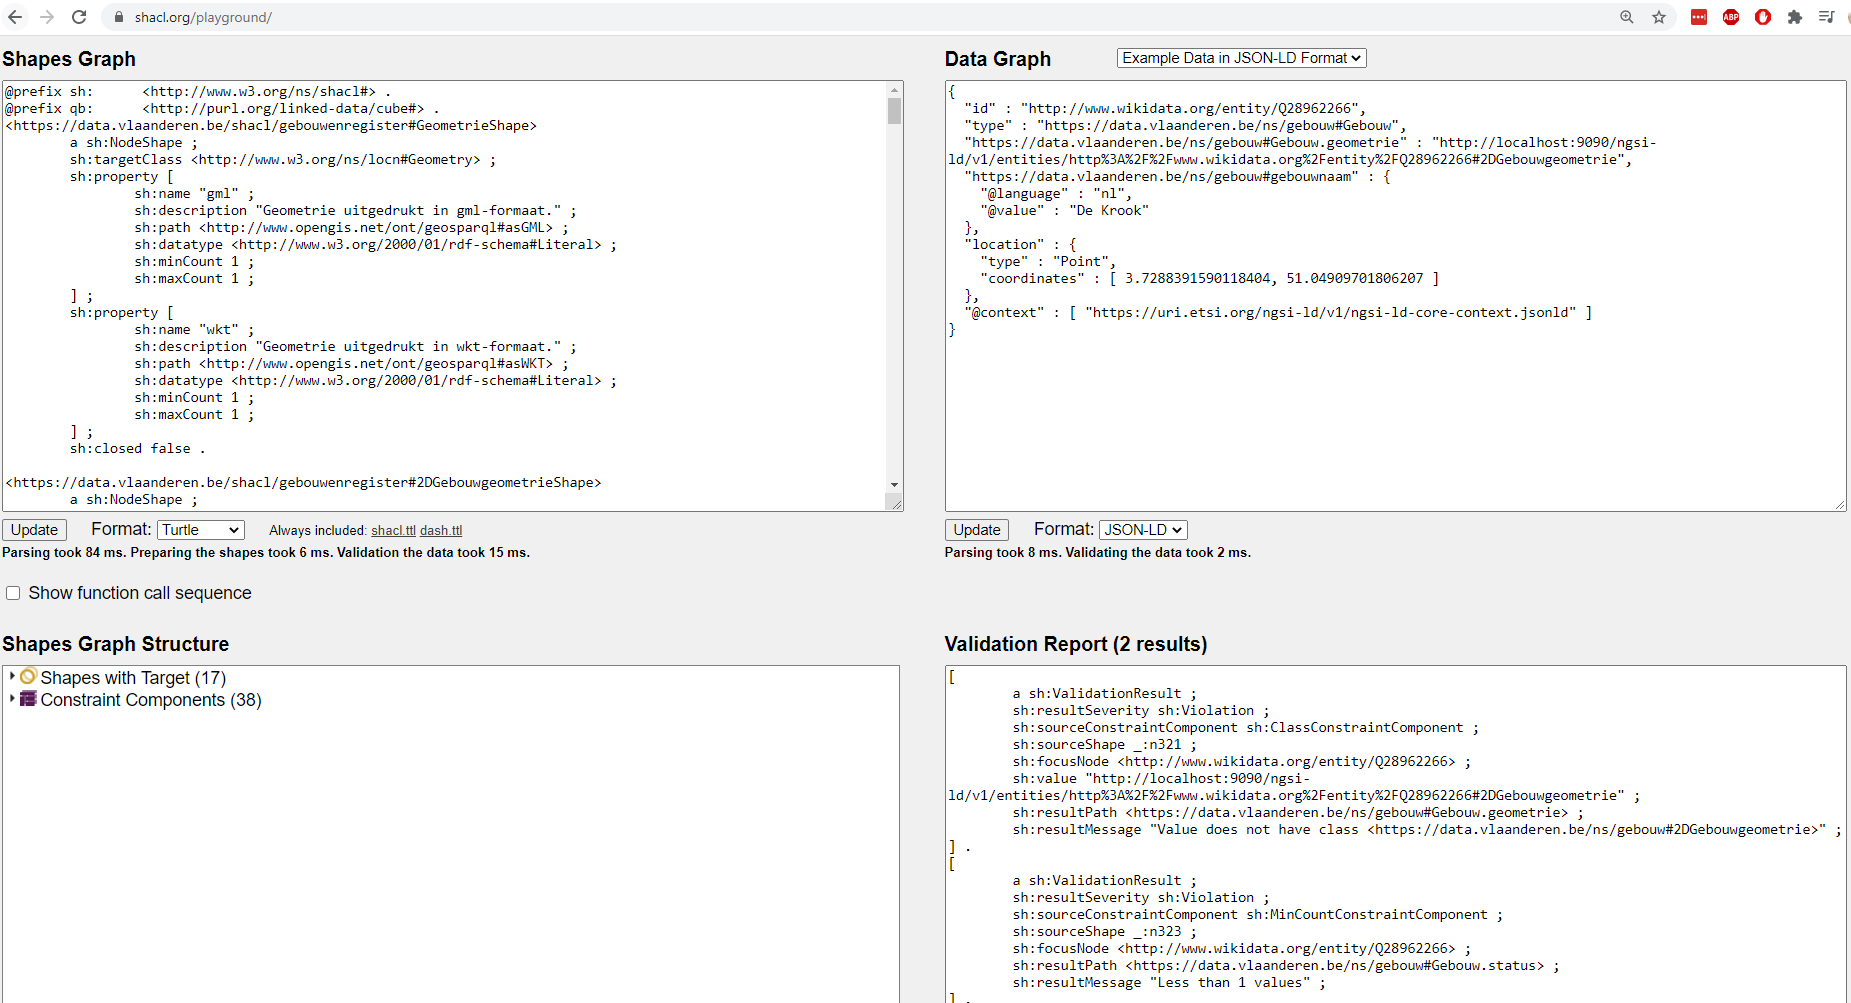 shacl.org/playground/
Shapes Graph
@prefix sh: <http://www.w3.org/ns/shacl#> .
@prefix qb: <http://purl.org/linked-data/cube#> .
<https://data.vlaanderen.be/shacl/gebouwenregister#GeometrieShape>
a sh:NodeShape ;
sh:targetClass <http://www.w3.org/ns/locn#Geometry> ;
sh:property [
sh:name "gml" ;
sh:description "Geometrie uitgedrukt in gml-formaat." ;
sh:path <http://www.opengis.net/ont/geosparql#asGML> ;
sh:datatype <http://www.w3.org/2000/01/rdf-schema#Literal> ;
sh:minCount 1 ;
sh:maxCount 1 ;
] ;
sh:property [
sh:name "wkt" ;
sh:description "Geometrie uitgedrukt in wkt-formaat." ;
sh:path <http://www.opengis.net/ont/geosparql#asWKT> ;
sh:datatype <http://www.w3.org/2000/01/rdf-schema#Literal> ;
sh:minCount 1 ;
sh:maxCount 1 ;
] ;
sh:closed false .
<https://data.vlaanderen.be/shacl/gebouwenregister#2DGebouwgeometrieShape>
a sh:NodeShape ;
Update Format: Turtle Always included: shacl.ttl dash.ttl
Parsing took 84 ms. Preparing the shapes took 6 ms. Validation the data took 15 ms.
Show function call sequence
Data Graph Example Data in JSON-LD Format
{
"id" : "http://www.wikidata.org/entity/Q28962266",
"type" : "https://data.vlaanderen.be/ns/gebouw#Gebouw",
"https://data.vlaanderen.be/ns/gebouw#Gebouw.geometrie" : "http://localhost:9090/ngsi-
ld/v1/entities/http%3A%2F%2Fwww.wikidata.org%2Fentity%2FQ28962266#2DGebouwgeometrie",
"https://data.vlaanderen.be/ns/gebouw#gebouwnaam" : {
"@language" : "nl",
"@value" : "De Krook"
},
"location" : {
"type" : "Point",
"coordinates" : [ 3.7288391590118404, 51.04909701806207 ]
},
"@context" : [ "https://uri.etsi.org/ngsi-ld/v1/ngsi-ld-core-context.jsonld" ]
}
Update Format: JSON-LD
Parsing took 8 ms. Validating the data took 2 ms.
Shapes Graph Structure
Shapes with Target (17)
Constraint Components (38)
Validation Report (2 results)
[
a sh:ValidationResult ;
sh:resultSeverity sh:Violation ;
sh:sourceConstraintComponent sh:ClassConstraintComponent ;
sh:sourceShape _:n321 ;
sh:focusNode <http://www.wikidata.org/entity/Q28962266> ;
sh:value "http://localhost:9090/ngsi-
ld/v1/entities/http%3A%2F%2Fwww.wikidata.org%2Fentity%2FQ28962266#2DGebouwgeometrie" ;
sh:resultPath <https://data.vlaanderen.be/ns/gebouw#Gebouw.geometrie> ;
sh:resultMessage "Value does not have class <https://data.vlaanderen.be/ns/gebouw#2DGebouwgeometrie>" ;
] .
[
a sh:ValidationResult ;
sh:resultSeverity sh:Violation ;
sh:sourceConstraintComponent sh:MinCountConstraintComponent ;
sh:sourceShape _:n323 ;
sh:focusNode <http://www.wikidata.org/entity/Q28962266> ;
sh:resultPath <https://data.vlaanderen.be/ns/gebouw#Gebouw.status> ;
sh:resultMessage "Less than 1 values" ;
] .
ABP